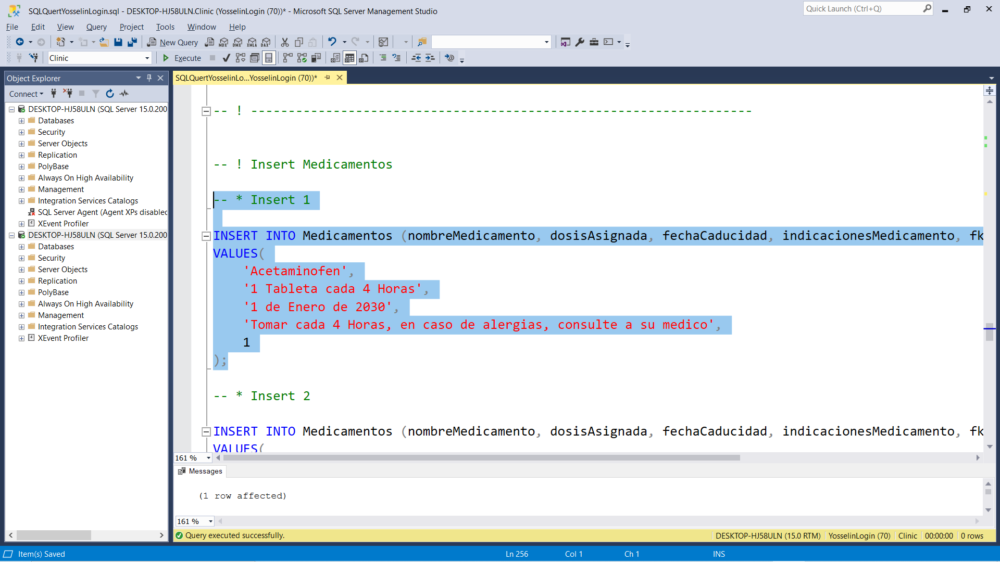 SQLQuertYosselinLogin.sql - DESKTOP-HJ58ULN.Clinic (YosselinLogin (70))* - Microsoft SQL Server Management Studio
Quick Launch (Ctrl+Q)
File Edit View Query Project Tools Window Help
New Query MDX DMX XMLA DAX
Clinic Execute
Object Explorer
SQLQuertYosselinLo...YosselinLogin (70))*
Connect
DESKTOP-HJ58ULN (SQL Server 15.0.200
Databases
Security
Server Objects
Replication
PolyBase
Always On High Availability
Management
Integration Services Catalogs
SQL Server Agent (Agent XPs disablec
XEvent Profiler
DESKTOP-HJ58ULN (SQL Server 15.0.200
Databases
Security
Server Objects
Replication
PolyBase
Always On High Availability
Management
Integration Services Catalogs
XEvent Profiler
-- ! -------------------------------------------------------------------
-- ! Insert Medicamentos
-- * Insert 1
INSERT INTO Medicamentos (nombreMedicamento, dosisAsignada, fechaCaducidad, indicacionesMedicamento, fk
VALUES(
'Acetaminofen',
'1 Tableta cada 4 Horas',
'1 de Enero de 2030',
'Tomar cada 4 Horas, en caso de alergias, consulte a su medico',
1
);
-- * Insert 2
INSERT INTO Medicamentos (nombreMedicamento, dosisAsignada, fechaCaducidad, indicacionesMedicamento, fk
VALUES(
161 %
Messages
(1 row affected)
161 %
Query executed successfully.
DESKTOP-HJ58ULN (15.0 RTM) YosselinLogin (70) Clinic 00:00:00 0 rows
Item(s) Saved Ln 256 Col 1 Ch 1 INS